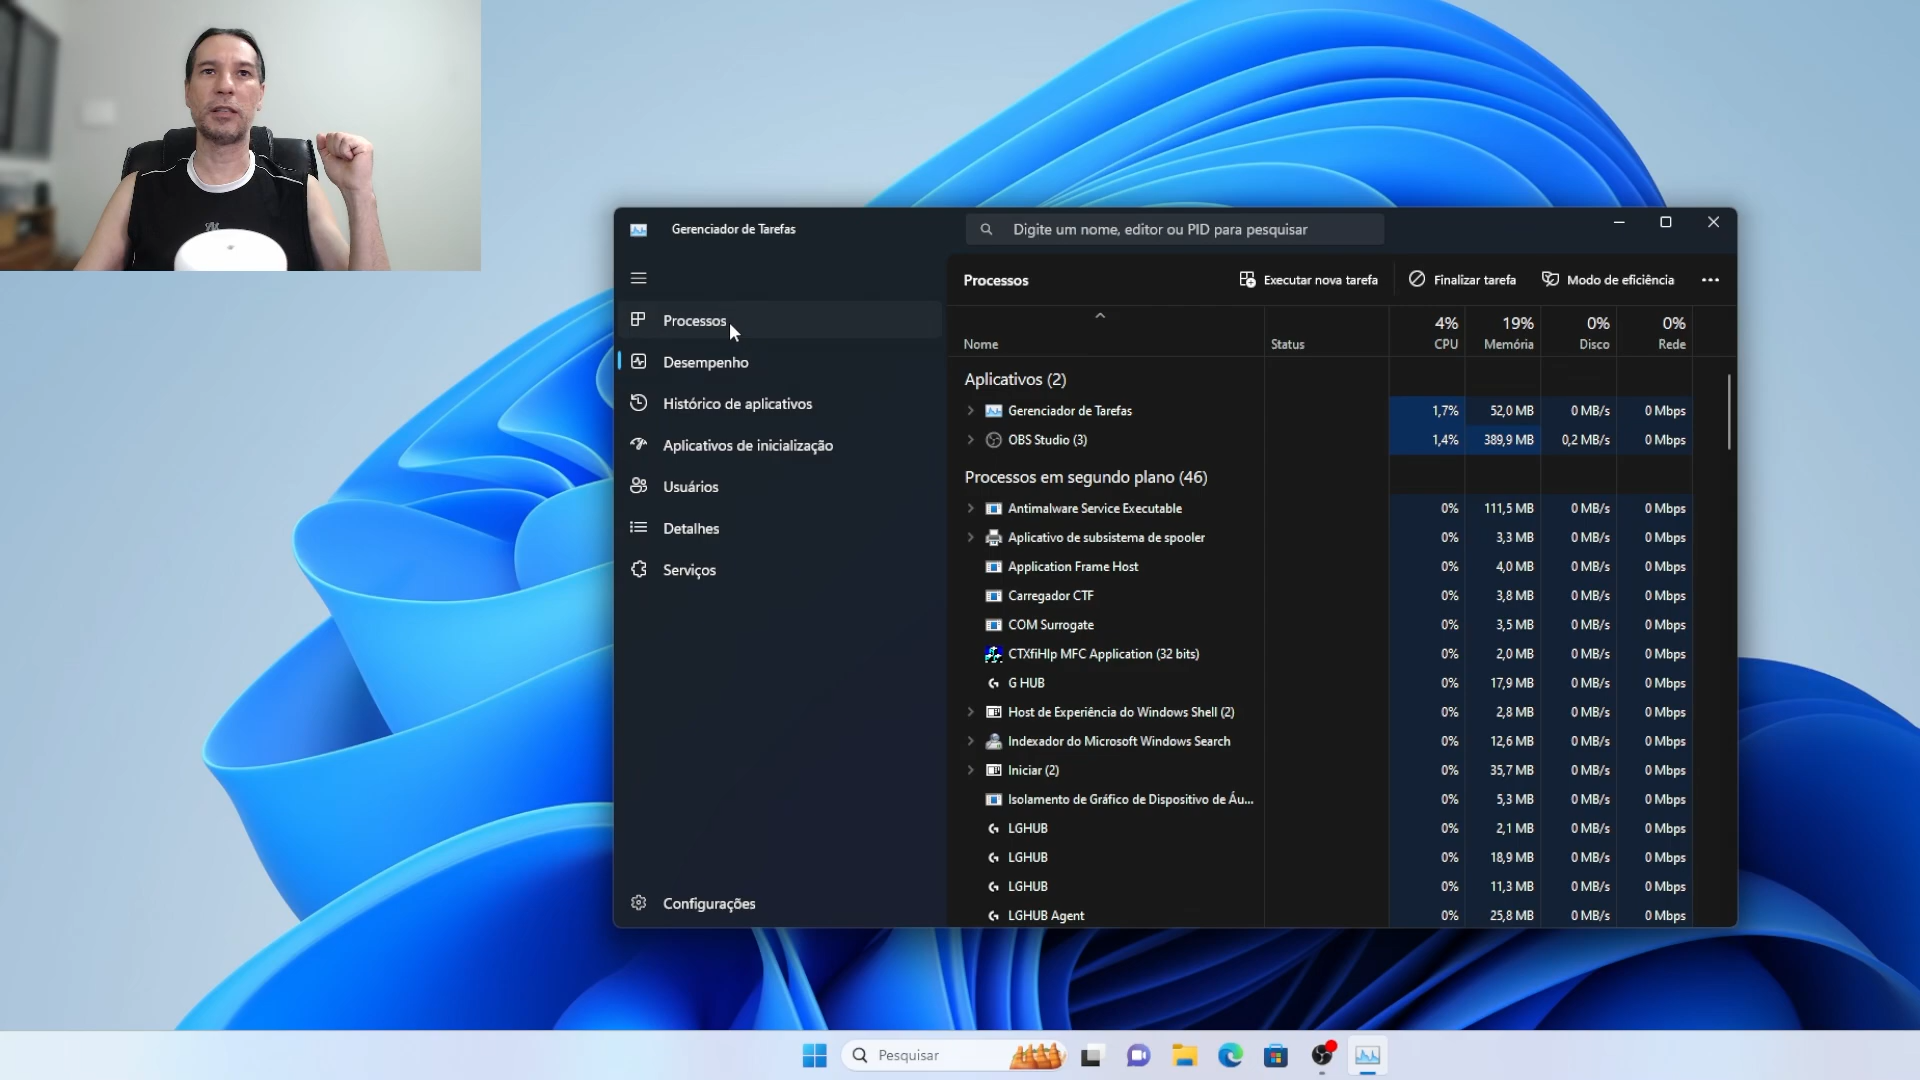 Gerenciador de Tarefas
Digite um nome, editor ou PID para pesquisar
Processos
Desempenho
Histórico de aplicativos
Aplicativos de inicialização
Usuários
Detalhes
Serviços
Configurações
Processos Executar nova tarefa Finalizar tarefa Modo de eficiência
4% 19% 0% 0%
Nome Status CPU Memória Disco Rede
Aplicativos (2)
Gerenciador de Tarefas 1,7% 52,0 MB 0 MB/s 0 Mbps
OBS Studio (3) 1,4% 389,9 MB 0,2 MB/s 0 Mbps
Processos em segundo plano (46)
Antimalware Service Executable 0% 111,5 MB 0 MB/s 0 Mbps
Aplicativo de subsistema de spooler 0% 3,3 MB 0 MB/s 0 Mbps
Application Frame Host 0% 4,0 MB 0 MB/s 0 Mbps
Carregador CTF 0% 3,8 MB 0 MB/s 0 Mbps
COM Surrogate 0% 3,5 MB 0 MB/s 0 Mbps
CTXfiHlp MFC Application (32 bits) 0% 2,0 MB 0 MB/s 0 Mbps
G HUB 0% 17,9 MB 0 MB/s 0 Mbps
Host de Experiência do Windows Shell (2) 0% 2,8 MB 0 MB/s 0 Mbps
Indexador do Microsoft Windows Search 0% 12,6 MB 0 MB/s 0 Mbps
Iniciar (2) 0% 35,7 MB 0 MB/s 0 Mbps
Isolamento de Gráfico de Dispositivo de Áu... 0% 5,3 MB 0 MB/s 0 Mbps
LGHUB 0% 2,1 MB 0 MB/s 0 Mbps
LGHUB 0% 18,9 MB 0 MB/s 0 Mbps
LGHUB 0% 11,3 MB 0 MB/s 0 Mbps
LGHUB Agent 0% 25,8 MB 0 MB/s 0 Mbps
Pesquisar